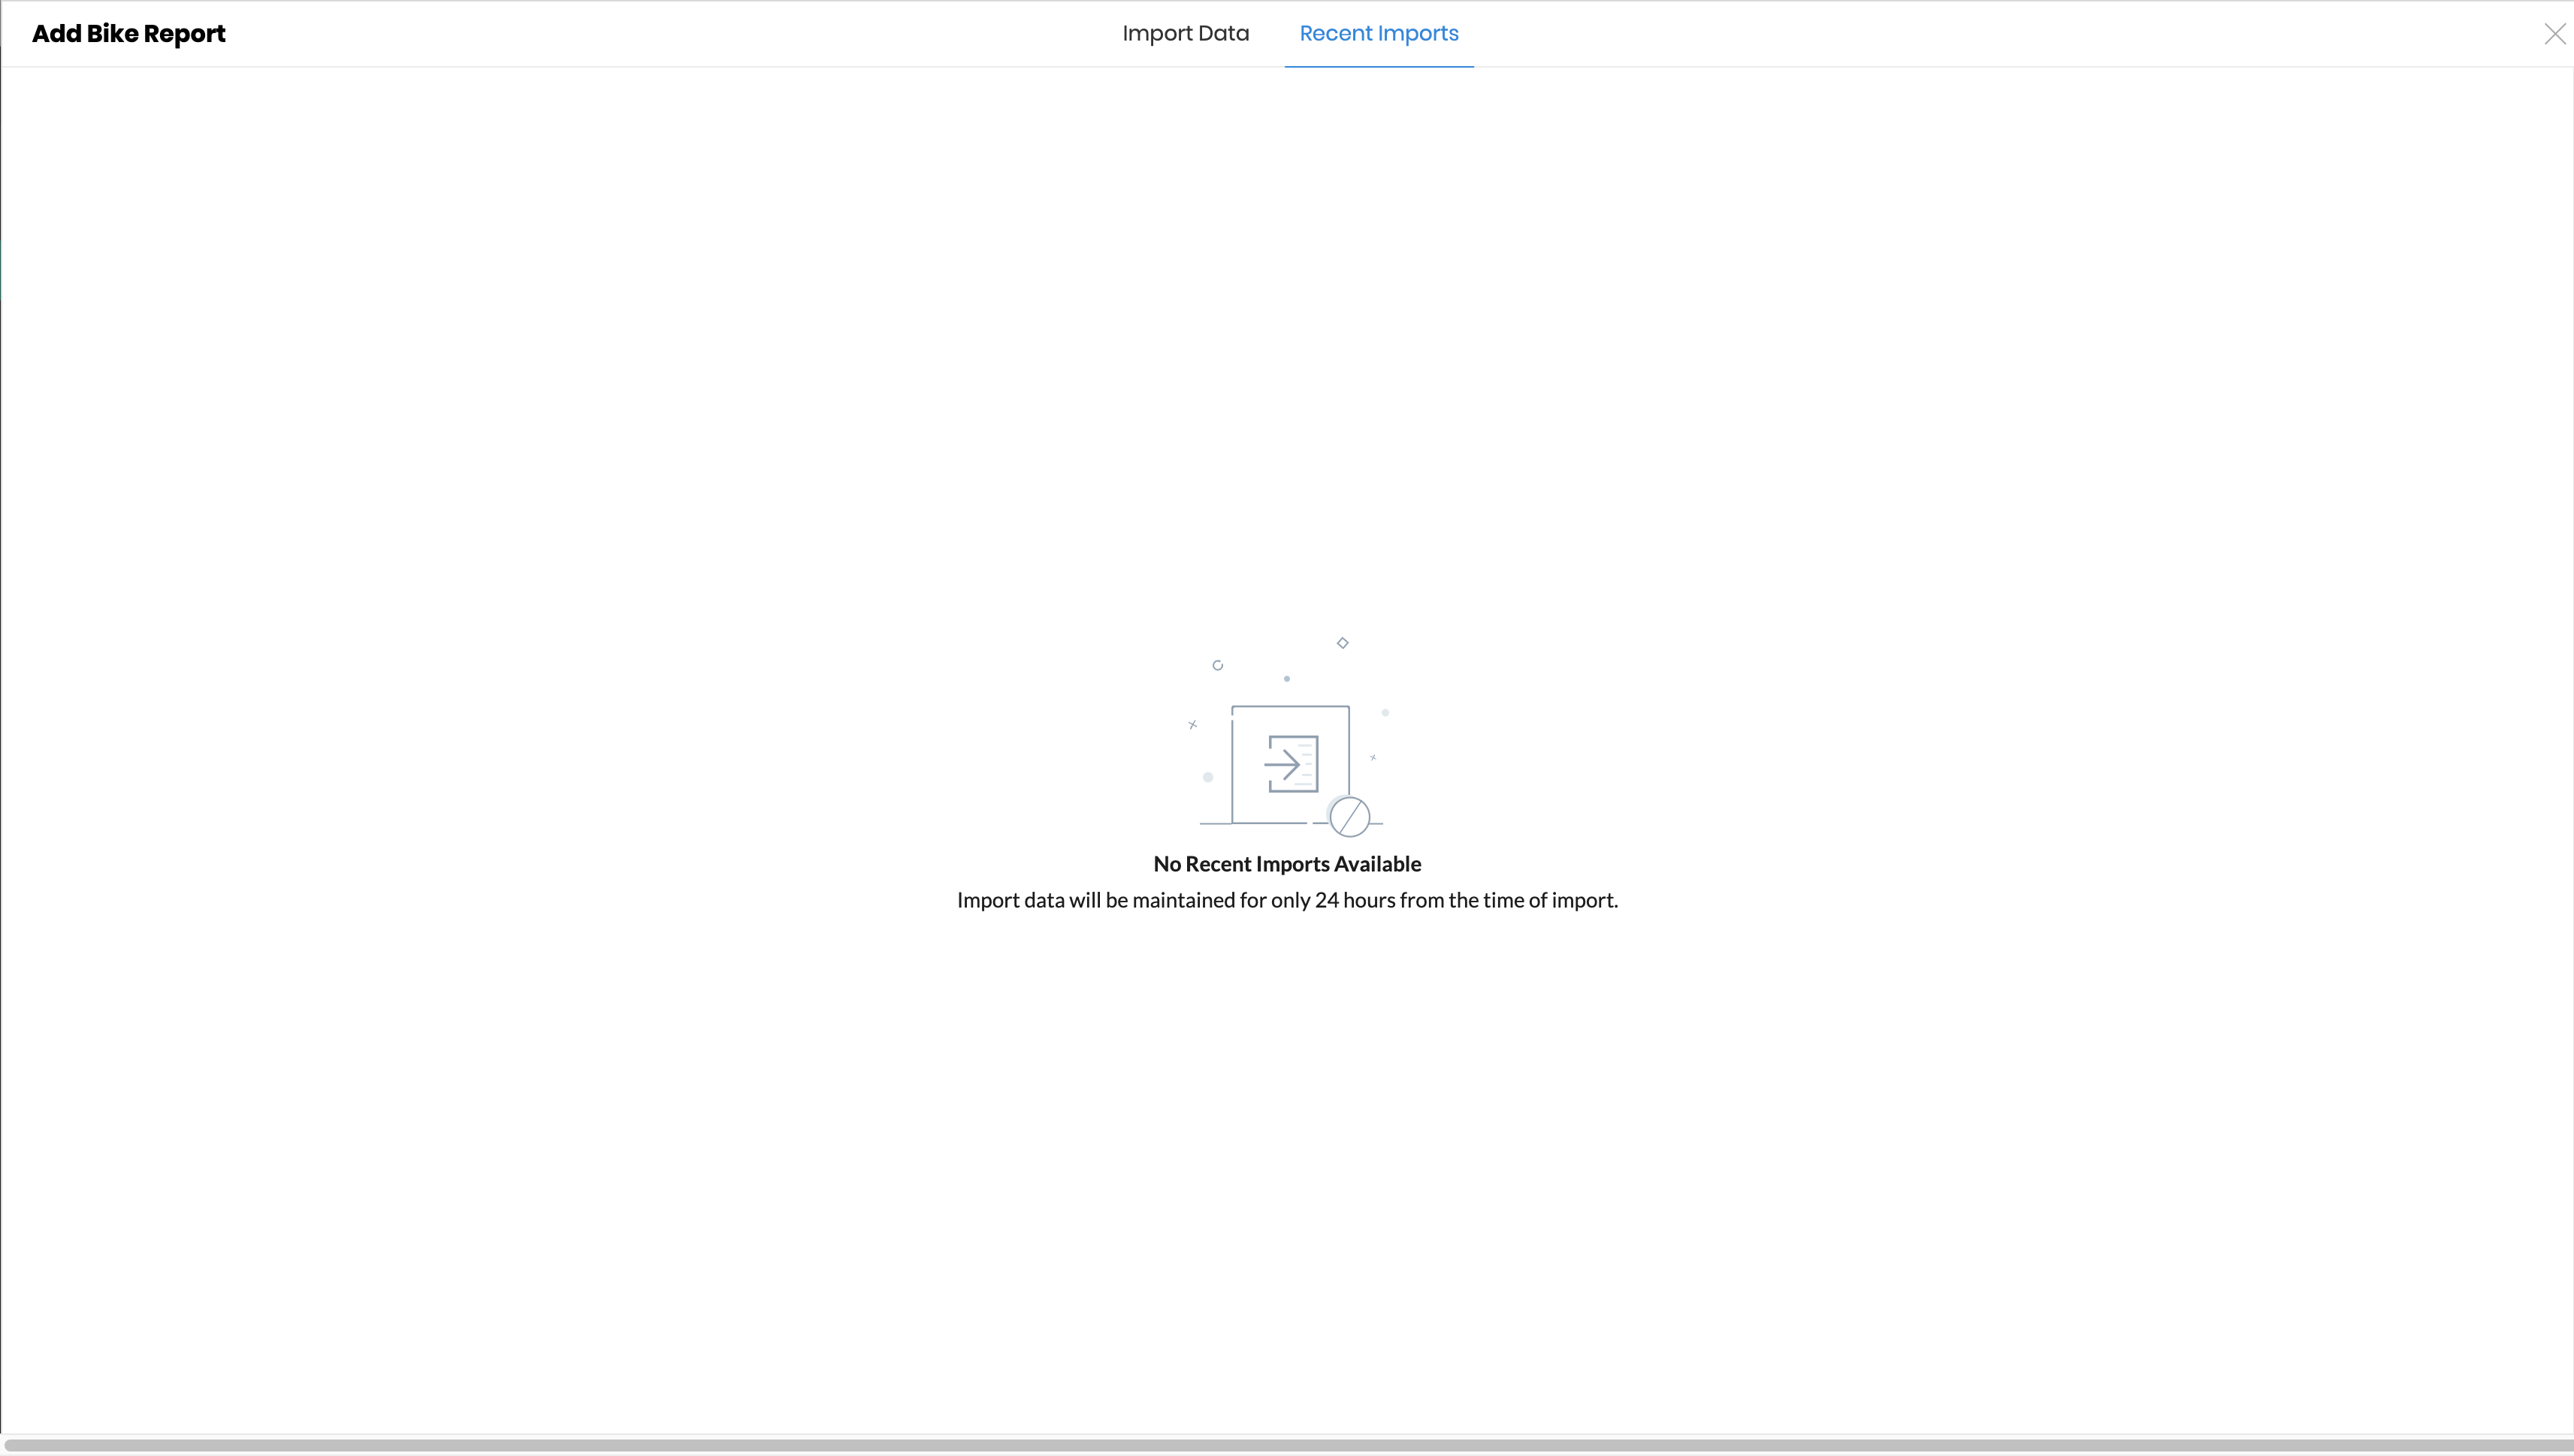 Add Bike Report
Import Data
Recent Imports
No Recent Imports Available
Import data will be maintained for only 24 hours from the time of import.